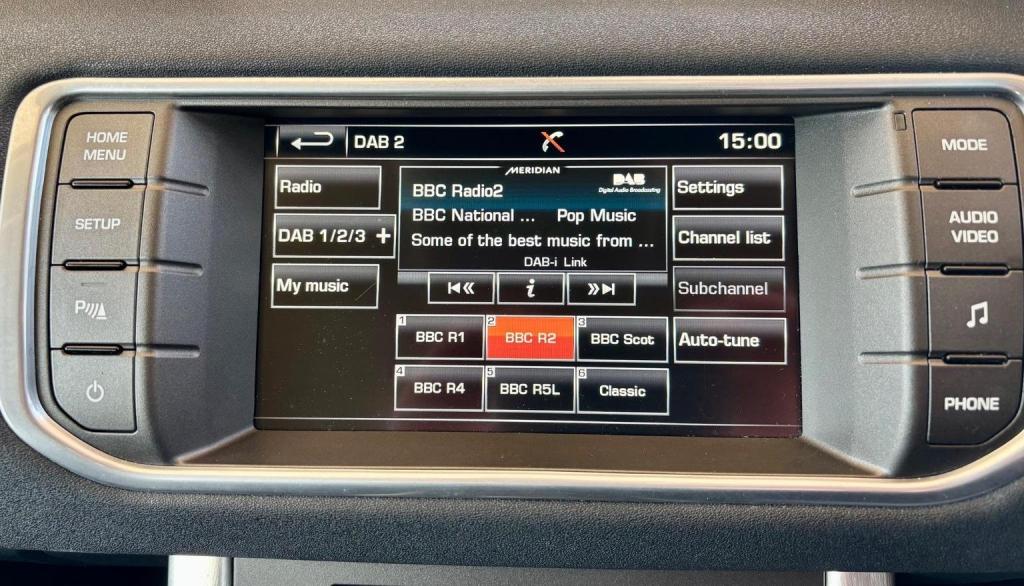 HOME
MENU
SETUP
P
DAB 2
15:00
Radio
DAB 1/2/3 +
My music
MERIDIAN
DAB
Digital Audio Broadcasting
BBC Radio2
BBC National ... Pop Music
Some of the best music from ...
DAB-i Link
i
Settings
Channel list
Subchannel
Auto-tune
1 BBC R1
2 BBC R2
3 BBC Scot
4 BBC R4
5 BBC R5L
6 Classic
MODE
AUDIO
VIDEO
PHONE